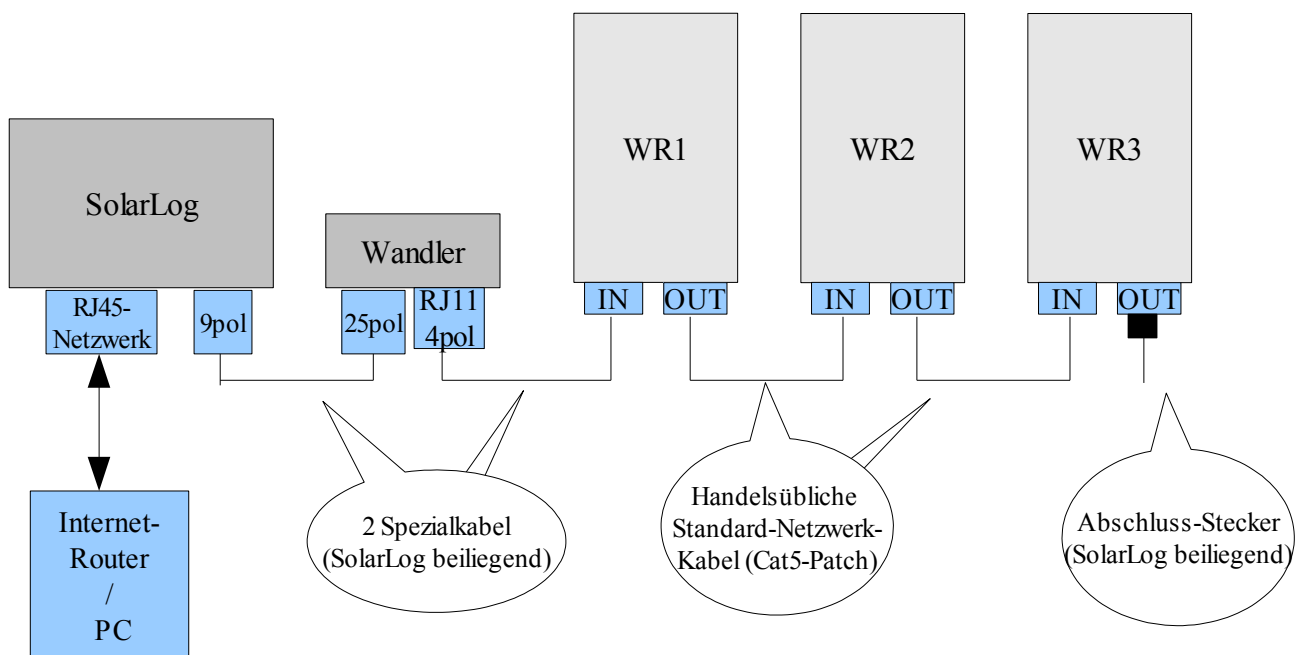 SolarLog
RJ45-
Netzwerk
9pol
Internet-
Router
/
PC
Wandler
25pol
RJ11
4pol
WR1
IN
OUT
WR2
IN
OUT
WR3
IN
OUT
2 Spezialkabel
(SolarLog beiliegend)
Handelsübliche
Standard-Netzwerk-
Kabel (Cat5-Patch)
Abschluss-Stecker
(SolarLog beiliegend)